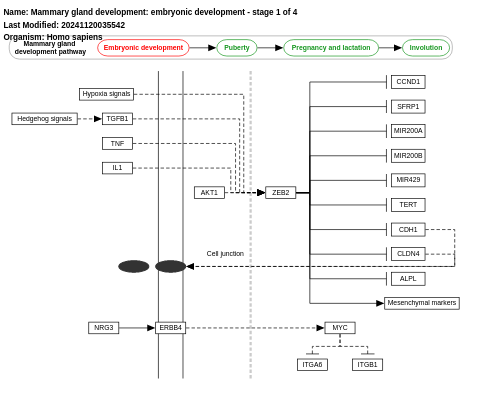 Name: Mammary gland development: embryonic development - stage 1 of 4
Last Modified: 20241120035542
Organism: Homo sapiens
Mammary gland
development pathway
Embryonic development
Puberty
Pregnancy and lactation
Involution
Hypoxia signals
Hedgehog signals
TGFB1
TNF
IL1
AKT1
ZEB2
CCND1
SFRP1
MIR200A
MIR200B
MIR429
TERT
CDH1
CLDN4
ALPL
Mesenchymal markers
Cell junction
NRG3
ERBB4
MYC
ITGA6
ITGB1